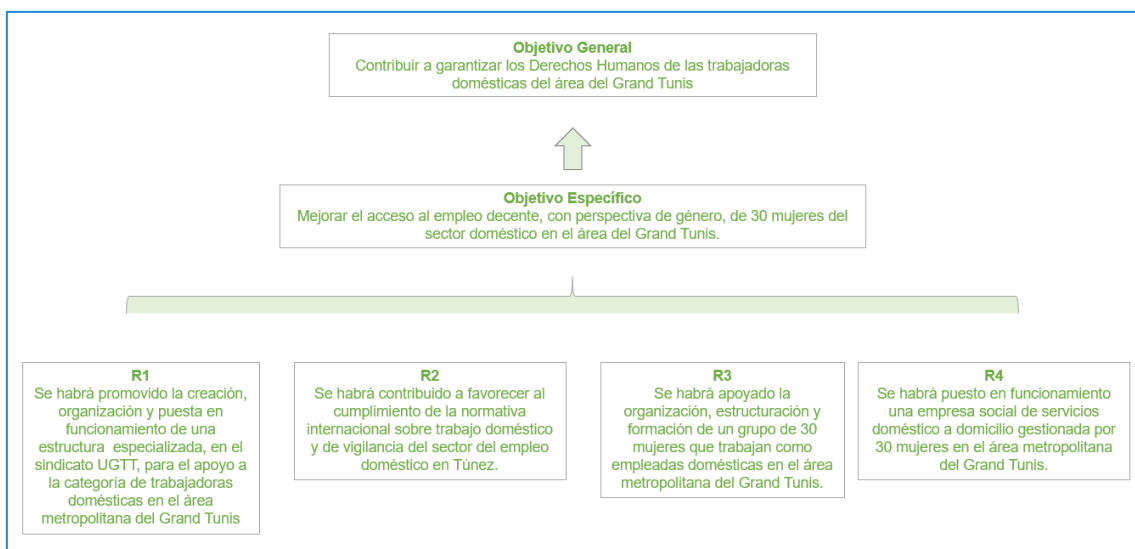 Objetivo General
Contribuir a garantizar los Derechos Humanos de las trabajadoras
domésticas del área del Grand Tunis
Objetivo Específico
Mejorar el acceso al empleo decente, con perspectiva de género, de 30 mujeres del
sector doméstico en el área del Grand Tunis.
R1
Se habrá promovido la creación,
organización y puesta en
funcionamiento de una
estructura especializada, en el
sindicato UGTT, para el apoyo a
la categoría de trabajadoras
domésticas en el área
metropolitana del Grand Tunis
R2
Se habrá contribuido a favorecer al
cumplimiento de la normativa
internacional sobre trabajo doméstico
y de vigilancia del sector del empleo
doméstico en Túnez.
R3
Se habrá apoyado la
organización, estructuración y
formación de un grupo de 30
mujeres que trabajan como
empleadas domésticas en el área
metropolitana del Grand Tunis.
R4
Se habrá puesto en funcionamiento
una empresa social de servicios
doméstico a domicilio gestionada por
30 mujeres en el área metropolitana
del Grand Tunis.